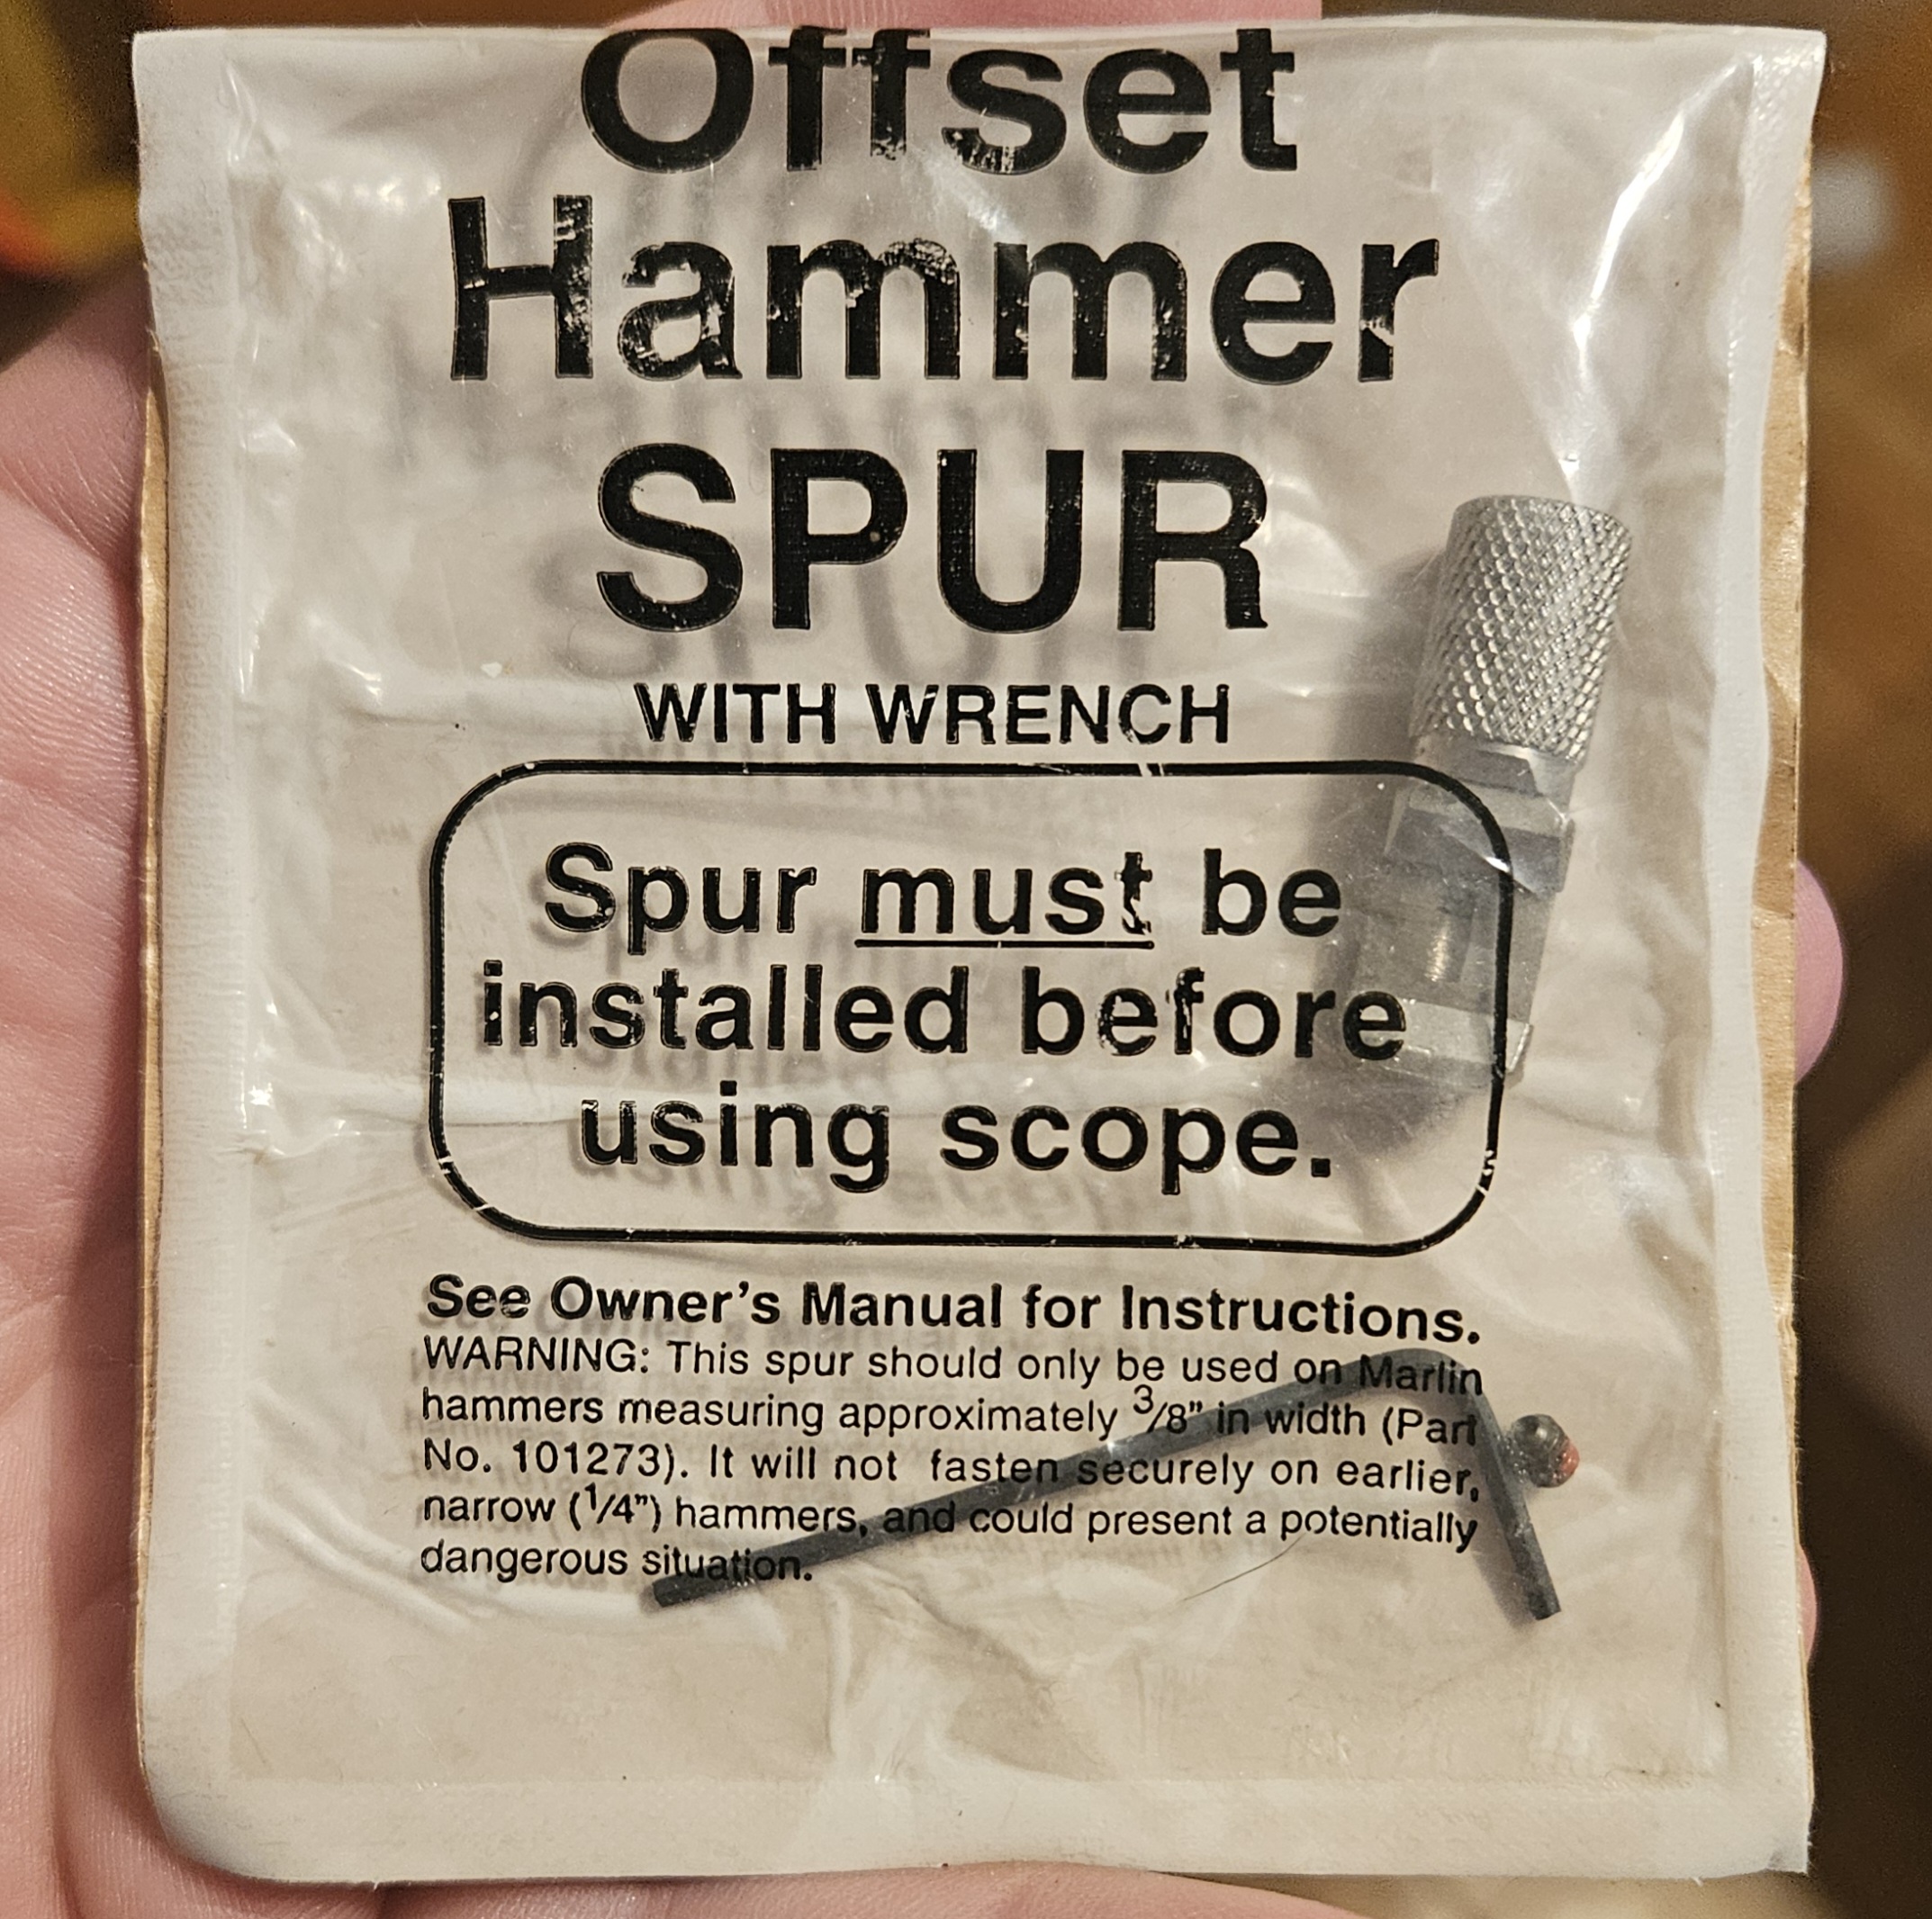 Offset
Hammer
SPUR
WITH WRENCH
Spur must be
installed before
using scope.
See Owner's Manual for Instructions.
WARNING: This spur should only be used on Marlin
hammers measuring approximately 3/8" in width (Part
No. 101273). It will not fasten securely on earlier,
narrow (1/4") hammers, and could present a potentially
dangerous situation.